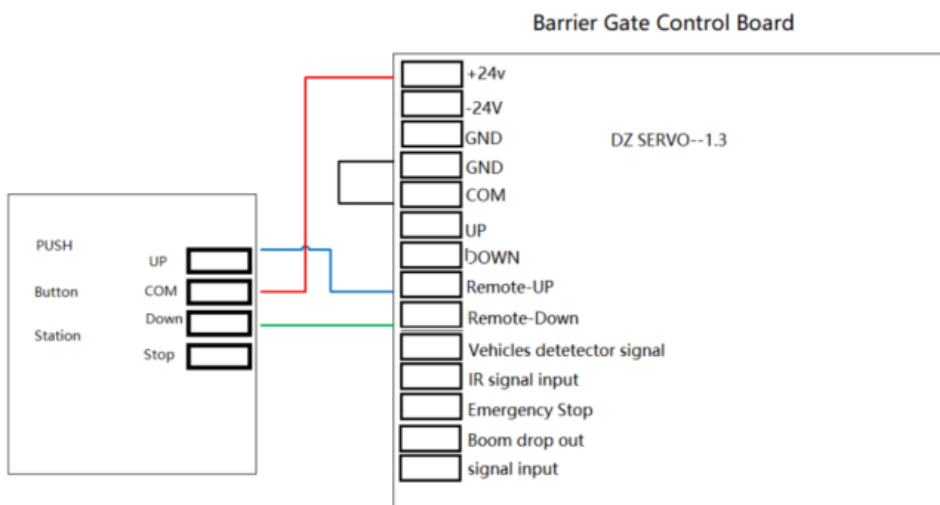 Barrier Gate Control Board
+24v
-24V
GND
DZ SERVO--1.3
GND
COM
UP
DOWN
Remote-UP
Remote-Down
Vehicles detetector signal
IR signal input
Emergency Stop
Boom drop out
signal input
PUSH
Button
Station
UP
COM
Down
Stop